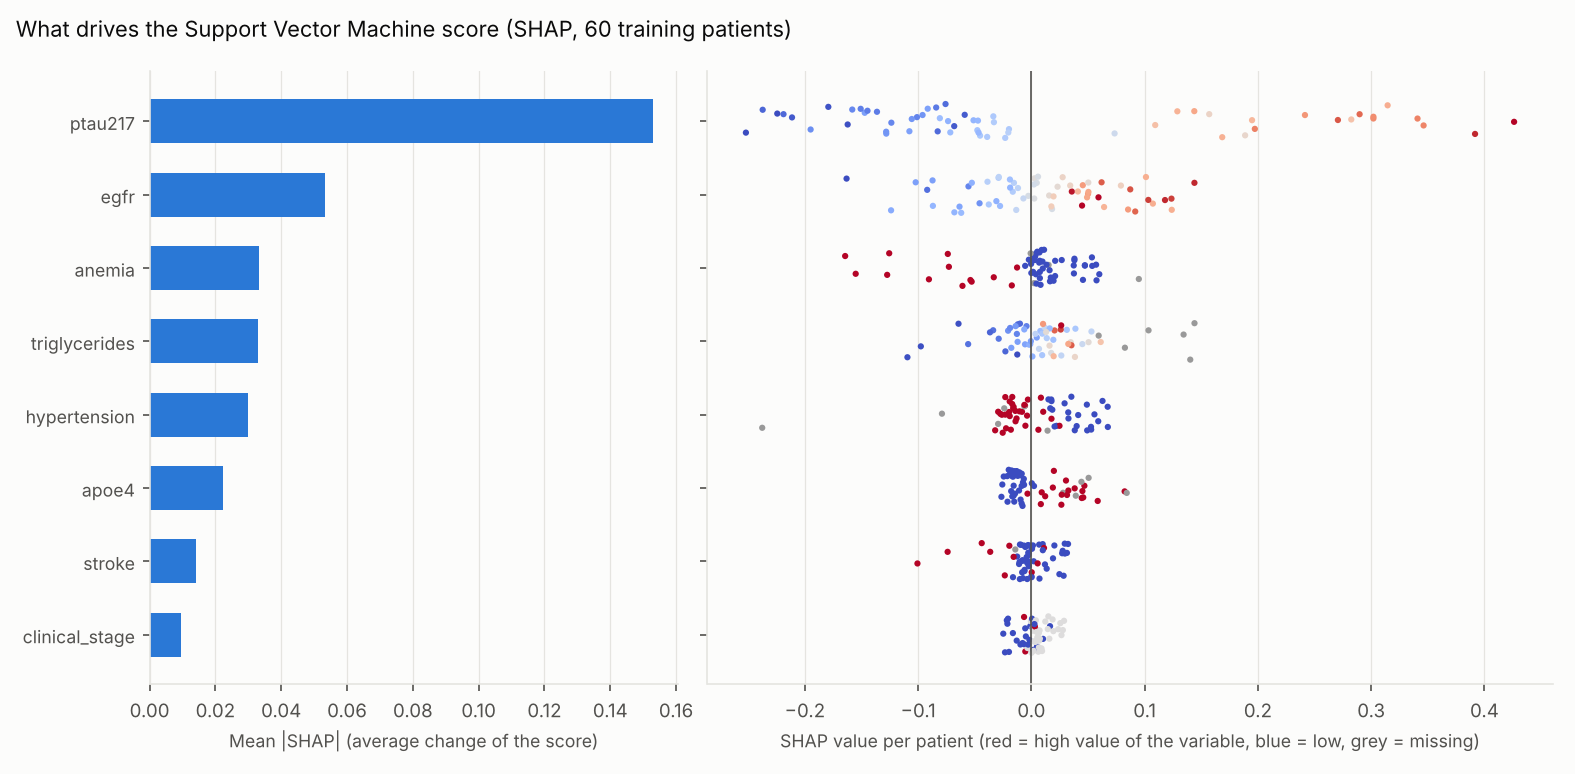 What drives the Support Vector Machine score (SHAP, 60 training patients)
ptau217
egfr
anemia
triglycerides
hypertension
apoe4
stroke
clinical_stage
0.00 0.02 0.04 0.06 0.08 0.10 0.12 0.14 0.16
Mean |SHAP| (average change of the score)
−0.2 −0.1 0.0 0.1 0.2 0.3 0.4
SHAP value per patient (red = high value of the variable, blue = low, grey = missing)